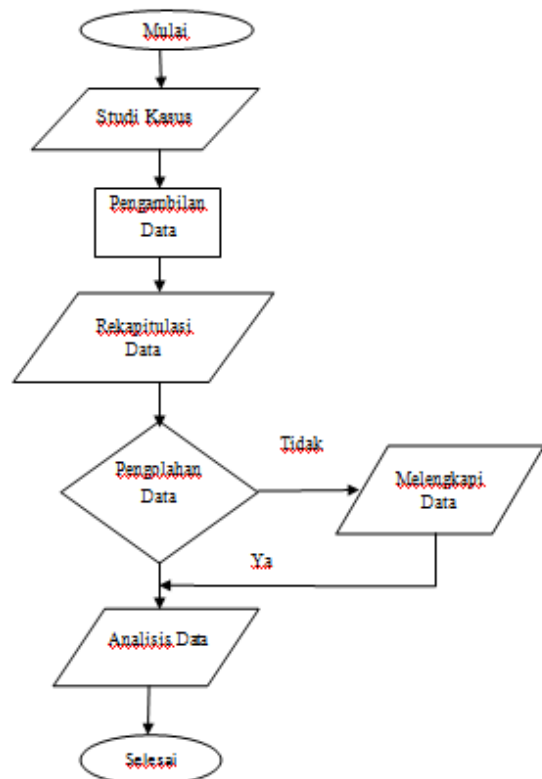 Mulai
Studi Kasus
Pengambilan
Data
Rekapitulasi
Data
Tidak
Pengolahan
Data
Melengkapi
Data
Ya
Analisis Data
Selesai